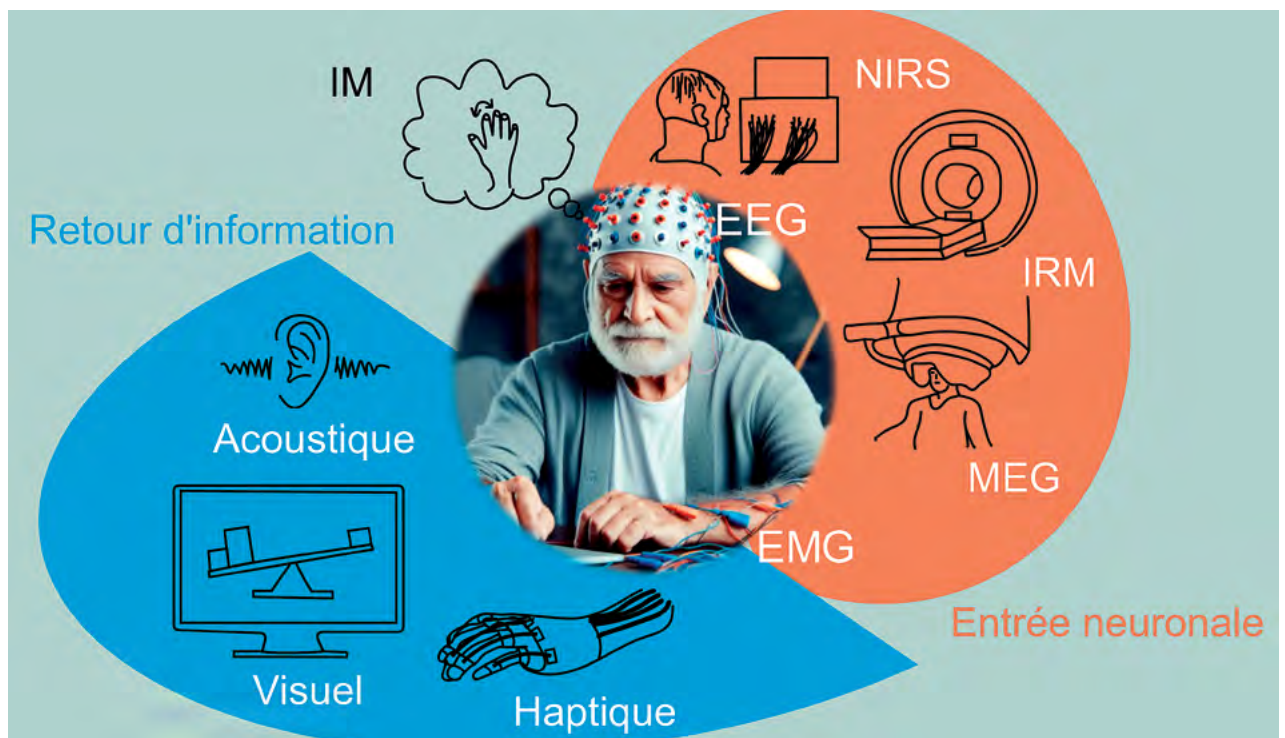 IM
NIRS
EEG
Retour d'information
IRM
Acoustique
MEG
EMG
Entrée neuronale
Visuel
Haptique